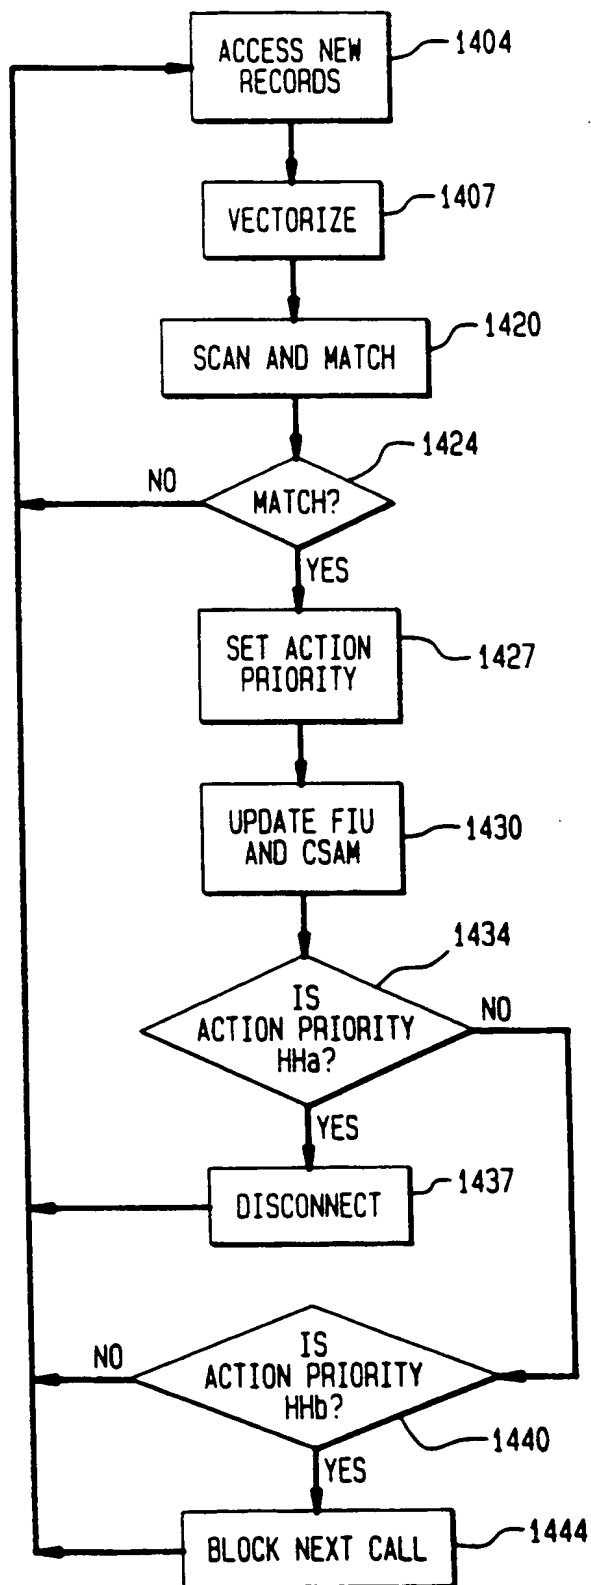 ACCESS NEW
RECORDS
1404
VECTORIZE
1407
SCAN AND MATCH
1420
MATCH?
1424
NO
YES
SET ACTION
PRIORITY
1427
UPDATE FIU
AND CSAM
1430
IS
ACTION PRIORITY
HHa?
1434
NO
YES
DISCONNECT
1437
IS
ACTION PRIORITY
HHb?
NO
1440
YES
BLOCK NEXT CALL
1444